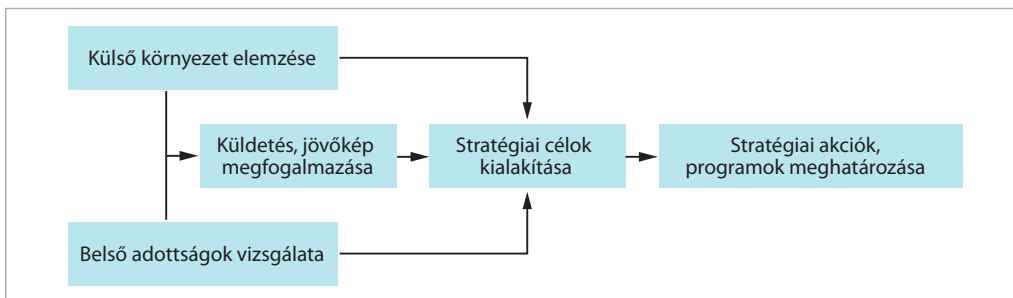 Külső környezet elemzése
Küldetés, jövőkép
megfogalmazása
Stratégiai célok
kialakítása
Stratégiai akciók,
programok meghatározása
Belső adottságok vizsgálata